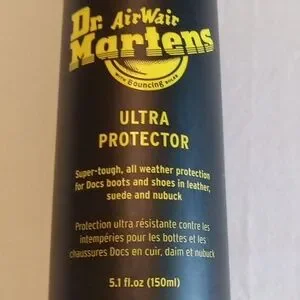 Dr. AirWair
Martens
WITH Bouncing SOLES
ULTRA
PROTECTOR
Super-tough, all weather protection
for Docs boots and shoes in leather,
suede and nubuck
Protection ultra résistante contre les
intempéries pour les bottes et les
chaussures Docs en cuir, daim et nubuck
5.1 fl.oz (150ml)